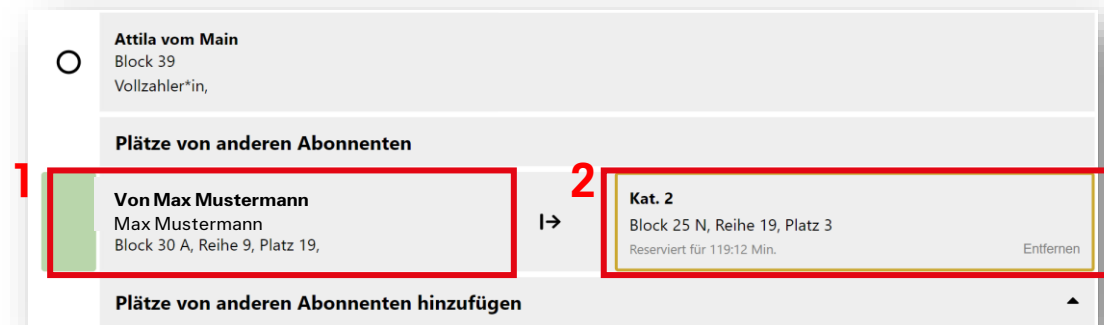 Attila vom Main
Block 39
Vollzahler*in,
Plätze von anderen Abonnenten
1
Von Max Mustermann
Max Mustermann
Block 30 A, Reihe 9, Platz 19,
2
Kat. 2
Block 25 N, Reihe 19, Platz 3
Reserviert für 119:12 Min.
Entfernen
Plätze von anderen Abonnenten hinzufügen